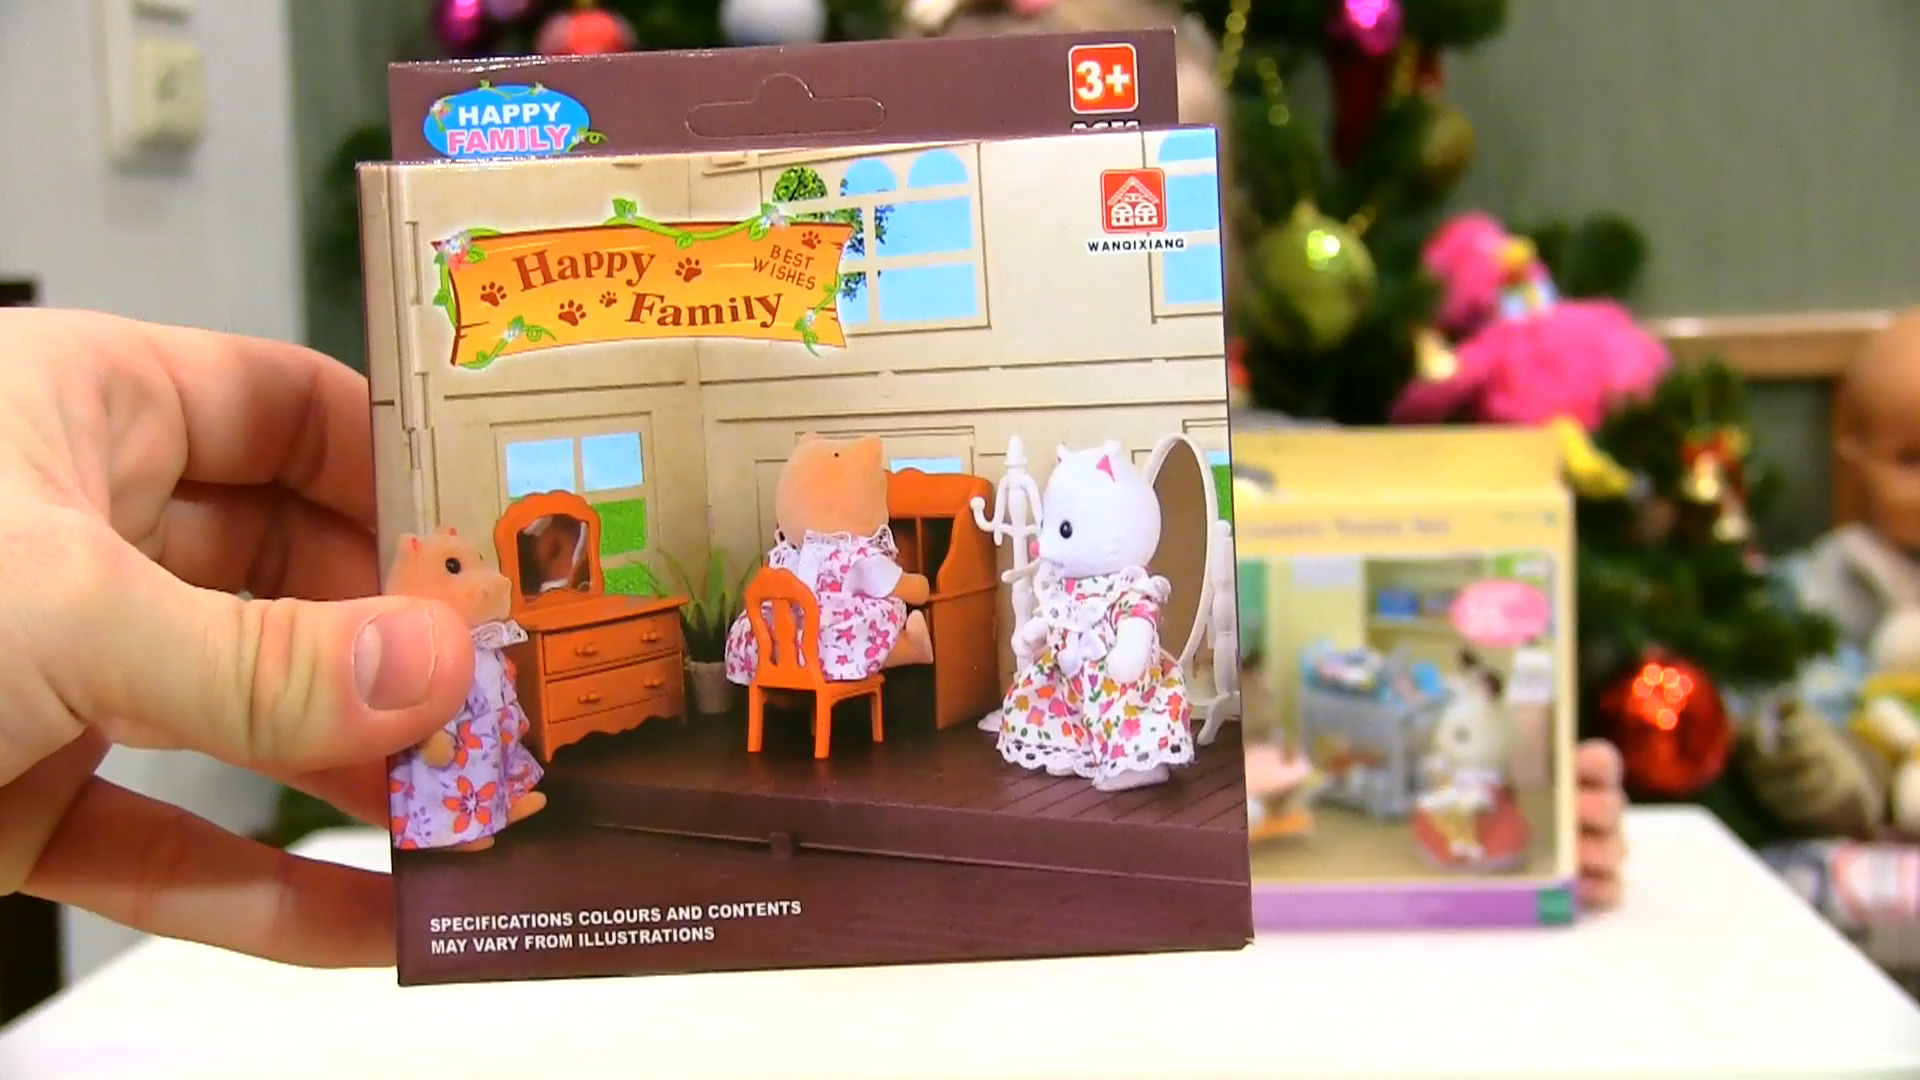 HAPPY
FAMILY
3+
Happy
Family
BEST
WISHES
WANQIXIANG
SPECIFICATIONS COLOURS AND CONTENTS
MAY VARY FROM ILLUSTRATIONS